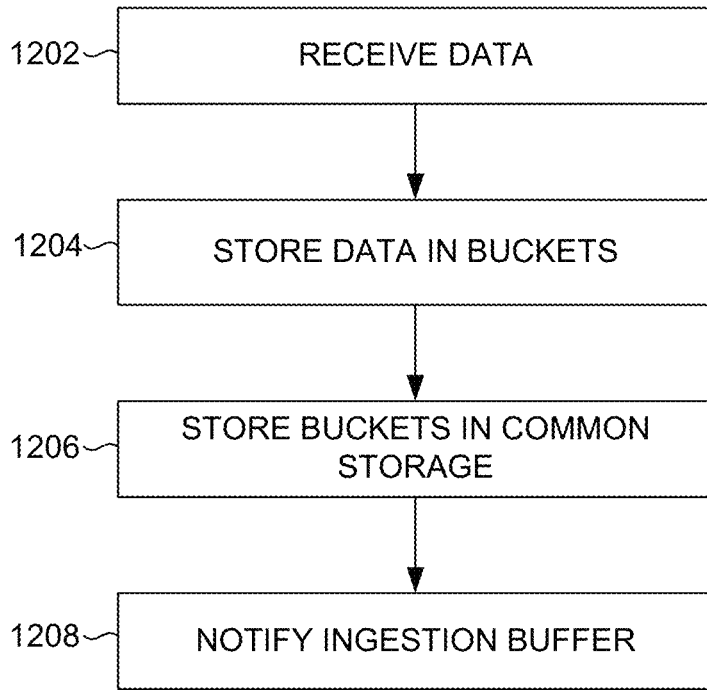 1202
RECEIVE DATA
1204
STORE DATA IN BUCKETS
1206
STORE BUCKETS IN COMMON
STORAGE
1208
NOTIFY INGESTION BUFFER